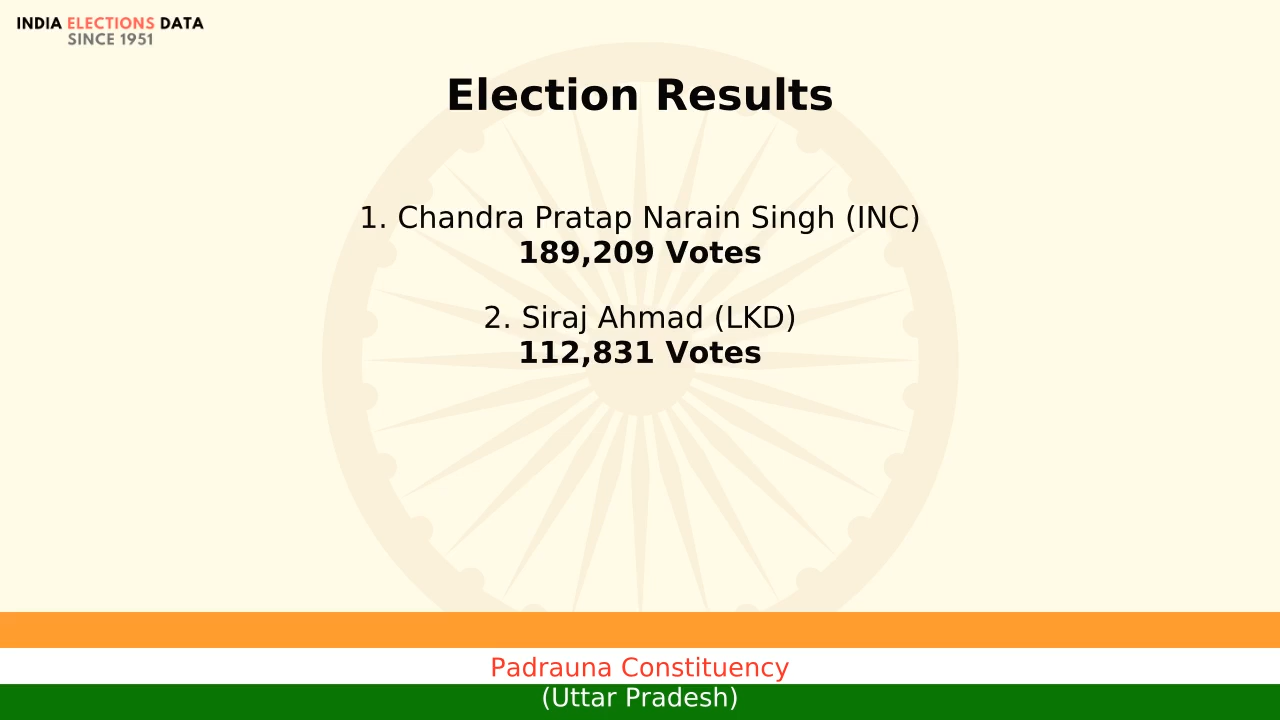 INDIA ELECTIONS DATA
SINCE 1951
Election Results
1. Chandra Pratap Narain Singh (INC)
189,209 Votes
2. Siraj Ahmad (LKD)
112,831 Votes
Padrauna Constituency
(Uttar Pradesh)